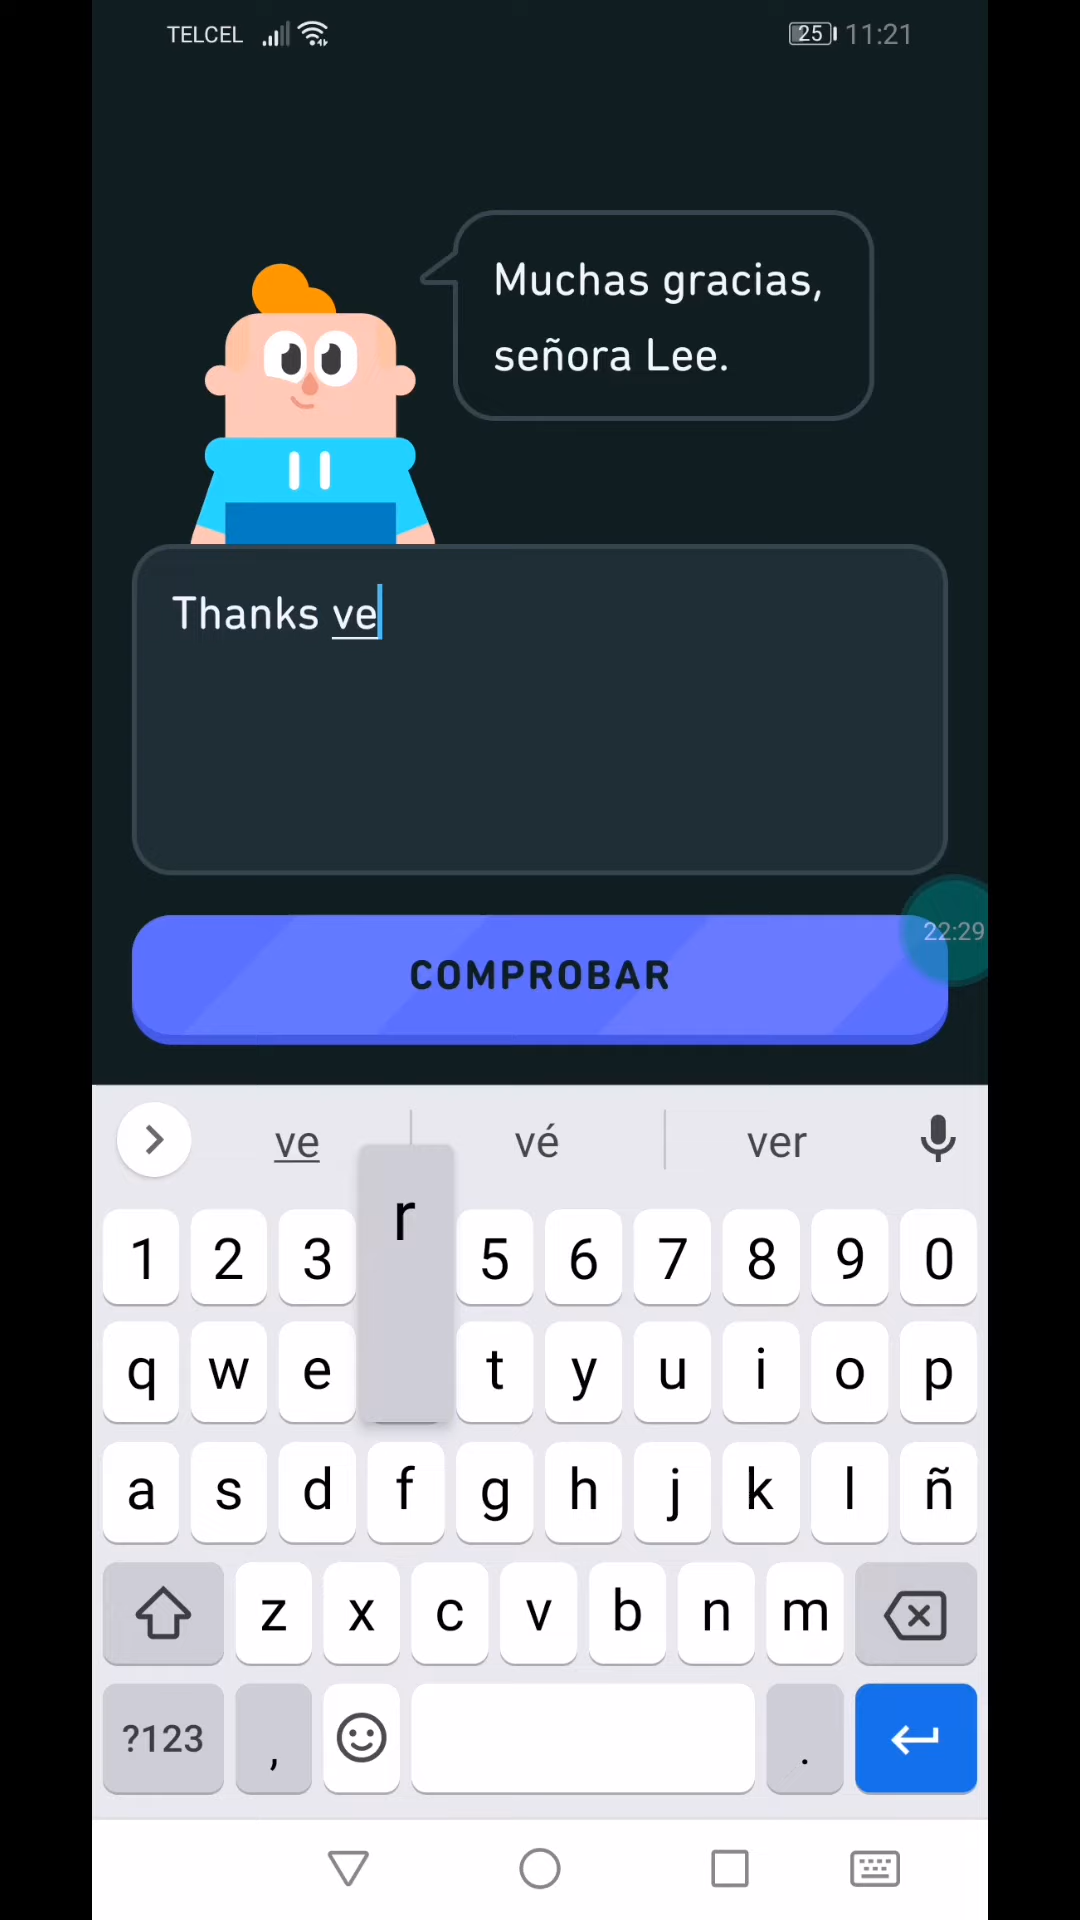 TELCEL 25 11:21
Muchas gracias,
señora Lee.
Thanks ve
22:29
COMPROBAR
ve vé ver
r
1 2 3 5 6 7 8 9 0
q w e t y u i o p
a s d f g h j k l ñ
z x c v b n m
?123 , .